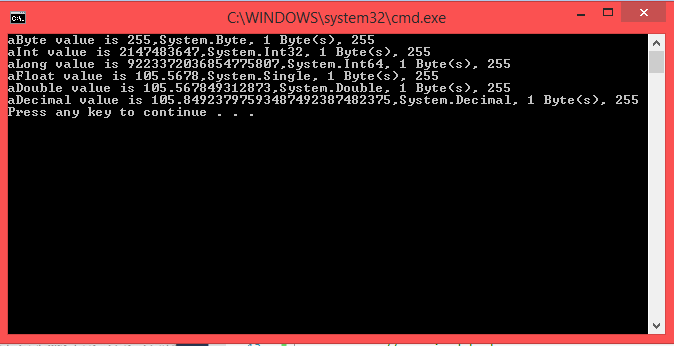 C:\WINDOWS\system32\cmd.exe
aByte value is 255,System.Byte, 1 Byte(s), 255
aInt value is 2147483647,System.Int32, 1 Byte(s), 255
aLong value is 9223372036854775807,System.Int64, 1 Byte(s), 255
aFloat value is 105.5678,System.Single, 1 Byte(s), 255
aDouble value is 105.567849312873,System.Double, 1 Byte(s), 255
aDecimal value is 105.84923797593487492387482375,System.Decimal, 1 Byte(s), 255
Press any key to continue . . .